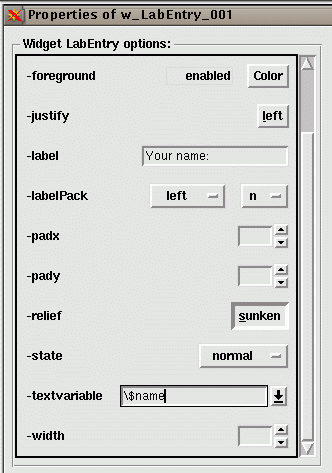 Properties of w_LabEntry_001
Widget LabEntry options:
-foreground enabled Color
-justify left
-label Your name:
-labelPack left n
-padx
-pady
-relief sunken
-state normal
-textvariable \$name
-width